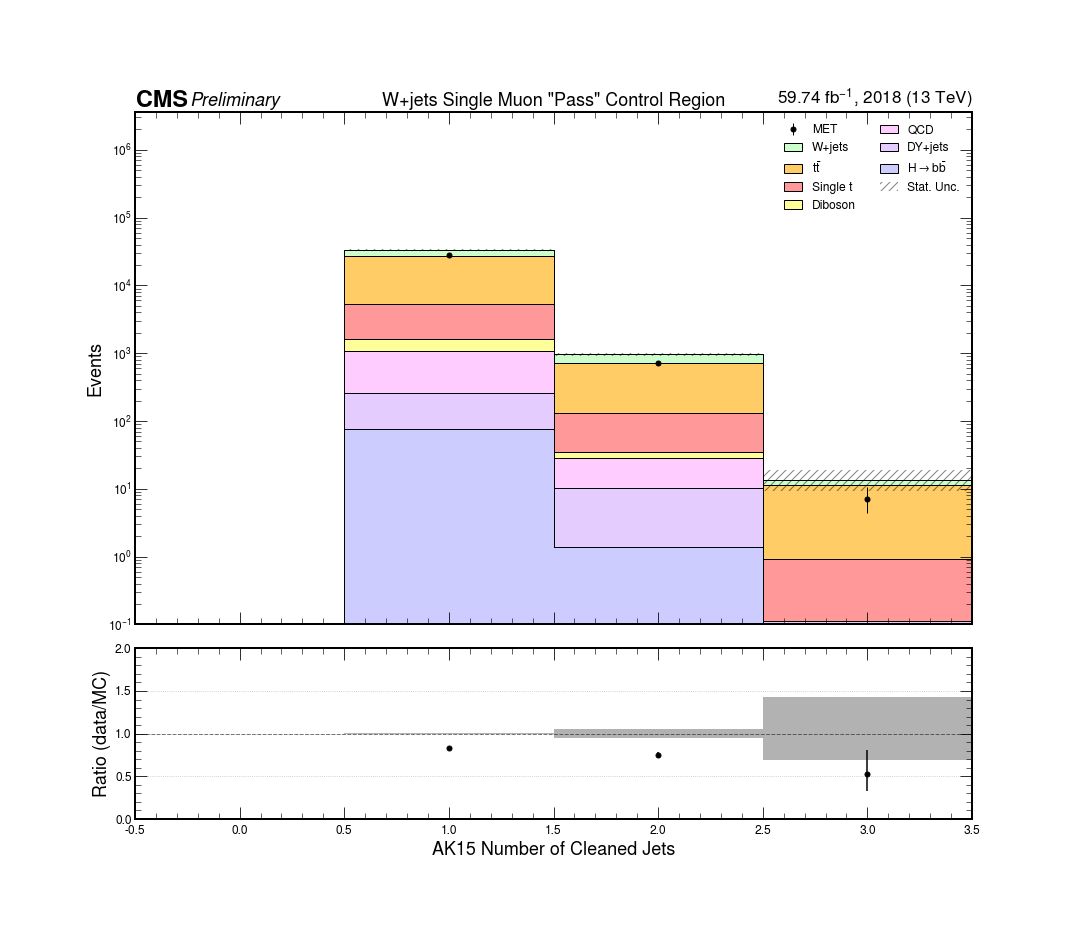 CMS Preliminary W+jets Single Muon "Pass" Control Region 59.74 fb⁻¹, 2018 (13 TeV)
MET QCD
W+jets DY+jets
tt̄ H→bb̄
Single t Stat. Unc.
Diboson
Events
10⁶
10⁵
10⁴
10³
10²
10¹
10⁰
10⁻¹
Ratio (data/MC)
2.0
1.5
1.0
0.5
0.0
-0.5 0.0 0.5 1.0 1.5 2.0 2.5 3.0 3.5
AK15 Number of Cleaned Jets